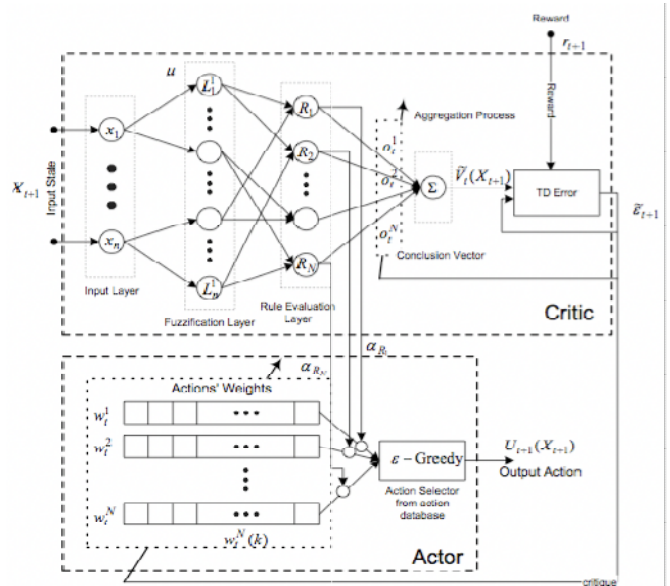 Reward
r_{t+1}
Reward
u
L_1^1
x_1
R_1
R_2
Aggregation Process
o_t^1
o_t^2
o_t^N
Σ
Ṽ_t(X_{t+1})
TD Error
ε̃_{t+1}
X_{t+1}
Input State
x_n
L_n^1
R_N
Input Layer
Fuzzification Layer
Rule Evaluation
Layer
Conclusion Vector
Critic
α_{R_1}
α_{R_N}
Actions' Weights
w_t^1
w_t^2
w_t^N
w_t^N(k)
ε – Greedy
Action Selector
from action
database
U_{t+1}(X_{t+1})
Output Action
Actor
critique